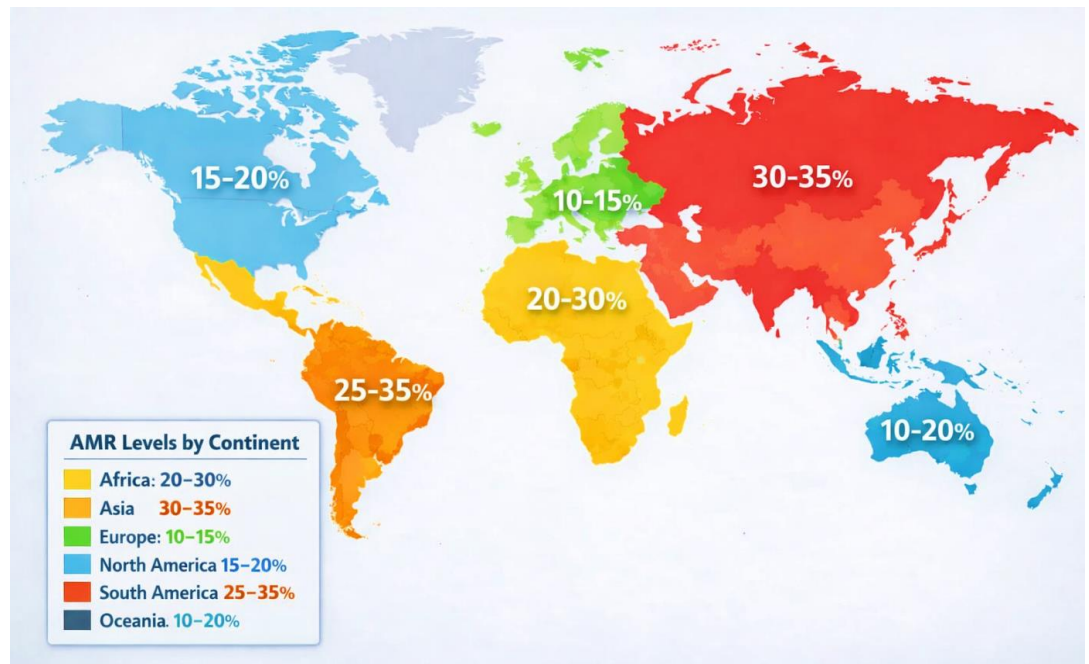 15-20%
10-15%
30-35%
20-30%
25-35%
10-20%
AMR Levels by Continent
Africa: 20-30%
Asia 30-35%
Europe: 10-15%
North America 15-20%
South America 25-35%
Oceania. 10-20%